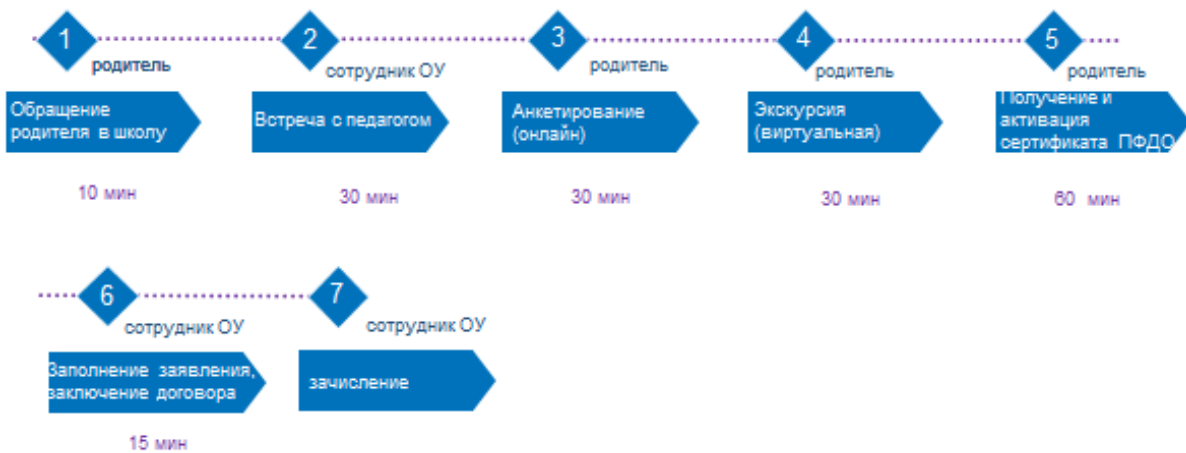 1
2
3
4
5
родитель
сотрудник ОУ
родитель
родитель
родитель
Обращение
родителя в школу
Встреча с педагогом
Анкетирование
(онлайн)
Экскурсия
(виртуальная)
Получение и
активация
сертификата ПФДО
10 мин
30 мин
30 мин
30 мин
60 мин
6
7
сотрудник ОУ
сотрудник ОУ
Заполнение заявления,
заключение договора
зачисление
15 мин